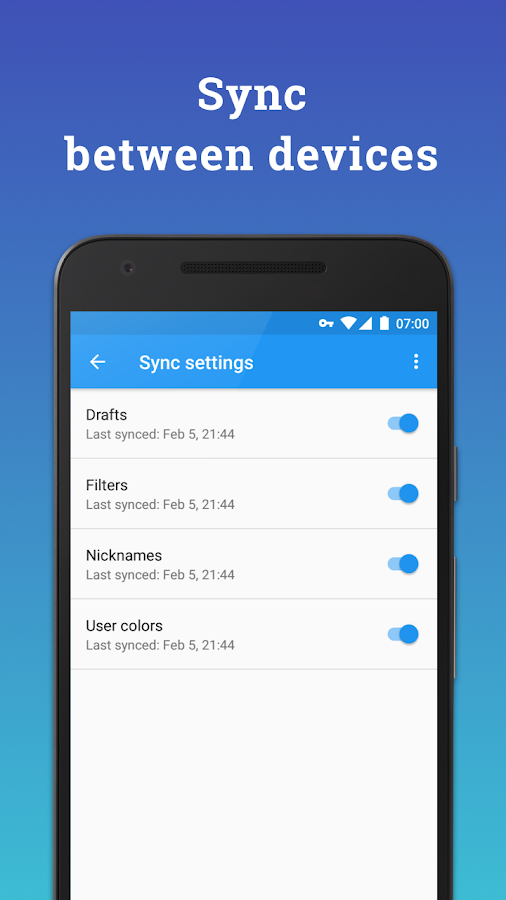 Sync
between devices
07:00
Sync settings
Drafts
Last synced: Feb 5, 21:44
Filters
Last synced: Feb 5, 21:44
Nicknames
Last synced: Feb 5, 21:44
User colors
Last synced: Feb 5, 21:44